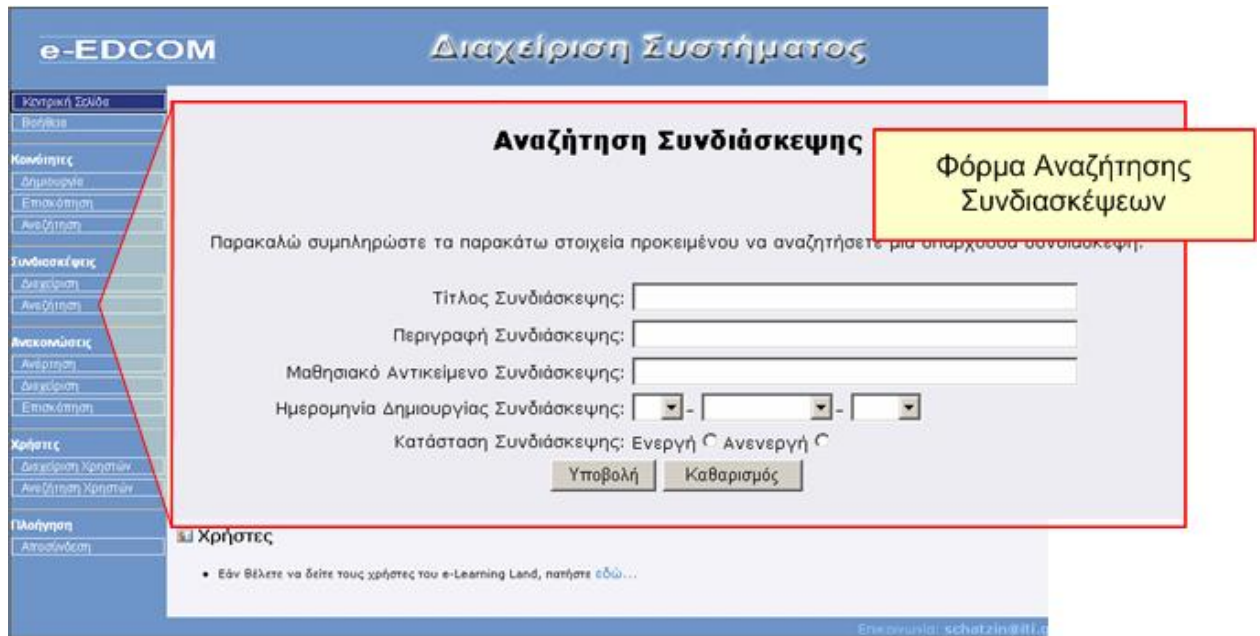 e-EDCOM
Διαχείριση Συστήματος
Κεντρική Σελίδα
Βοήθεια
Κοινότητες
Δημιουργία
Επισκόπηση
Αναζήτηση
Συνδιασκέψεις
Διαχείριση
Αναζήτηση
Ανακοινώσεις
Ανάρτηση
Διαχείριση
Επισκόπηση
Χρήστες
Διαχείριση Χρηστών
Αναζήτηση Χρηστών
Πλοήγηση
Αποσύνδεση
Αναζήτηση Συνδιάσκεψης
Φόρμα Αναζήτησης
Συνδιασκέψεων
Παρακαλώ συμπληρώστε τα παρακάτω στοιχεία προκειμένου να αναζητήσετε μια υπάρχουσα συνδιάσκεψη.
Τίτλος Συνδιάσκεψης:
Περιγραφή Συνδιάσκεψης:
Μαθησιακό Αντικείμενο Συνδιάσκεψης:
Ημερομηνία Δημιουργίας Συνδιάσκεψης: - -
Κατάσταση Συνδιάσκεψης: Ενεργή Ανενεργή
Υποβολή Καθαρισμός
Χρήστες
• Εάν θέλετε να δείτε τους χρήστες του e-Learning Land, πατήστε εδώ...
Επικοινωνία: schatzin@iti.g